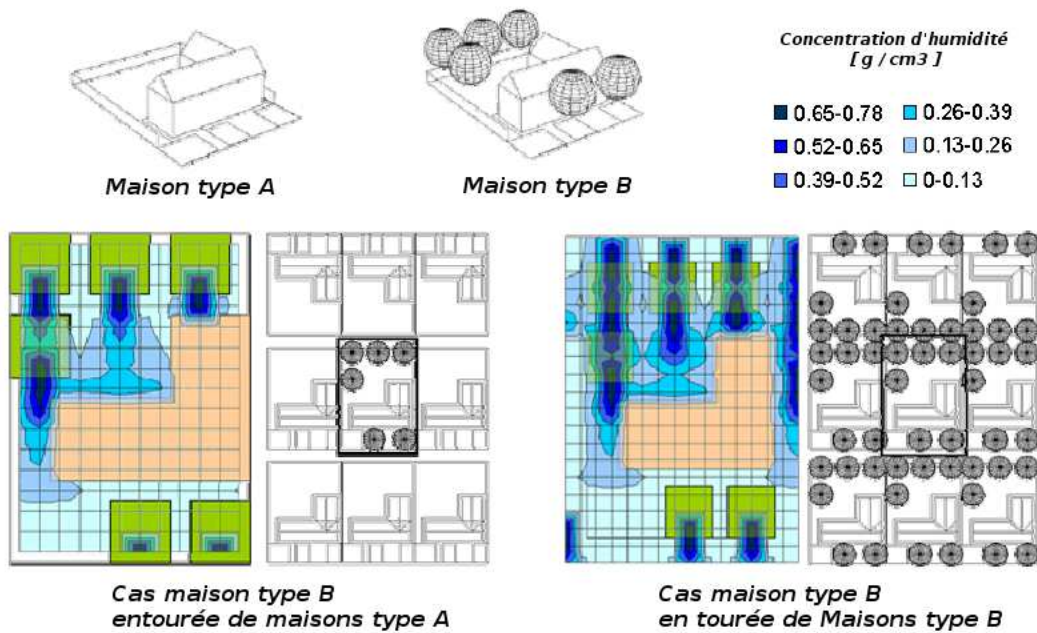 Maison type A
Maison type B
Concentration d'humidité
[ g / cm3 ]
0.65-0.78
0.26-0.39
0.52-0.65
0.13-0.26
0.39-0.52
0-0.13
Cas maison type B
entourée de maisons type A
Cas maison type B
en tourée de Maisons type B